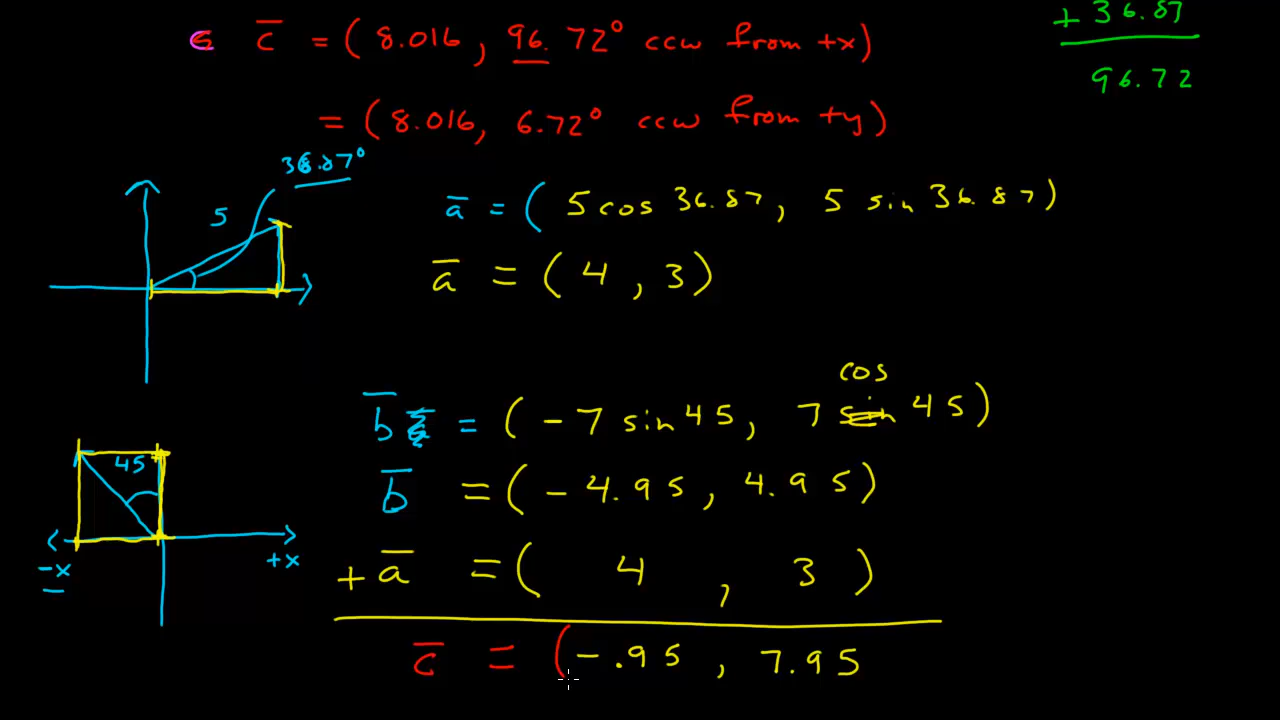 c̅ = ( 8.016 , 96.72° ccw from +x )
+ 36.87
96.72
= ( 8.016, 6.72° ccw from +y )
36.87°
5
a̅ = ( 5 cos 36.87, 5 sin 36.87 )
a̅ = ( 4 , 3 )
cos
b̅ = ( - 7 sin 45 , 7 sin 45 )
45
b̅ = ( - 4.95 , 4.95 )
-x
+x
+ a̅ = ( 4 , 3 )
c̅ = ( - .95 , 7.95